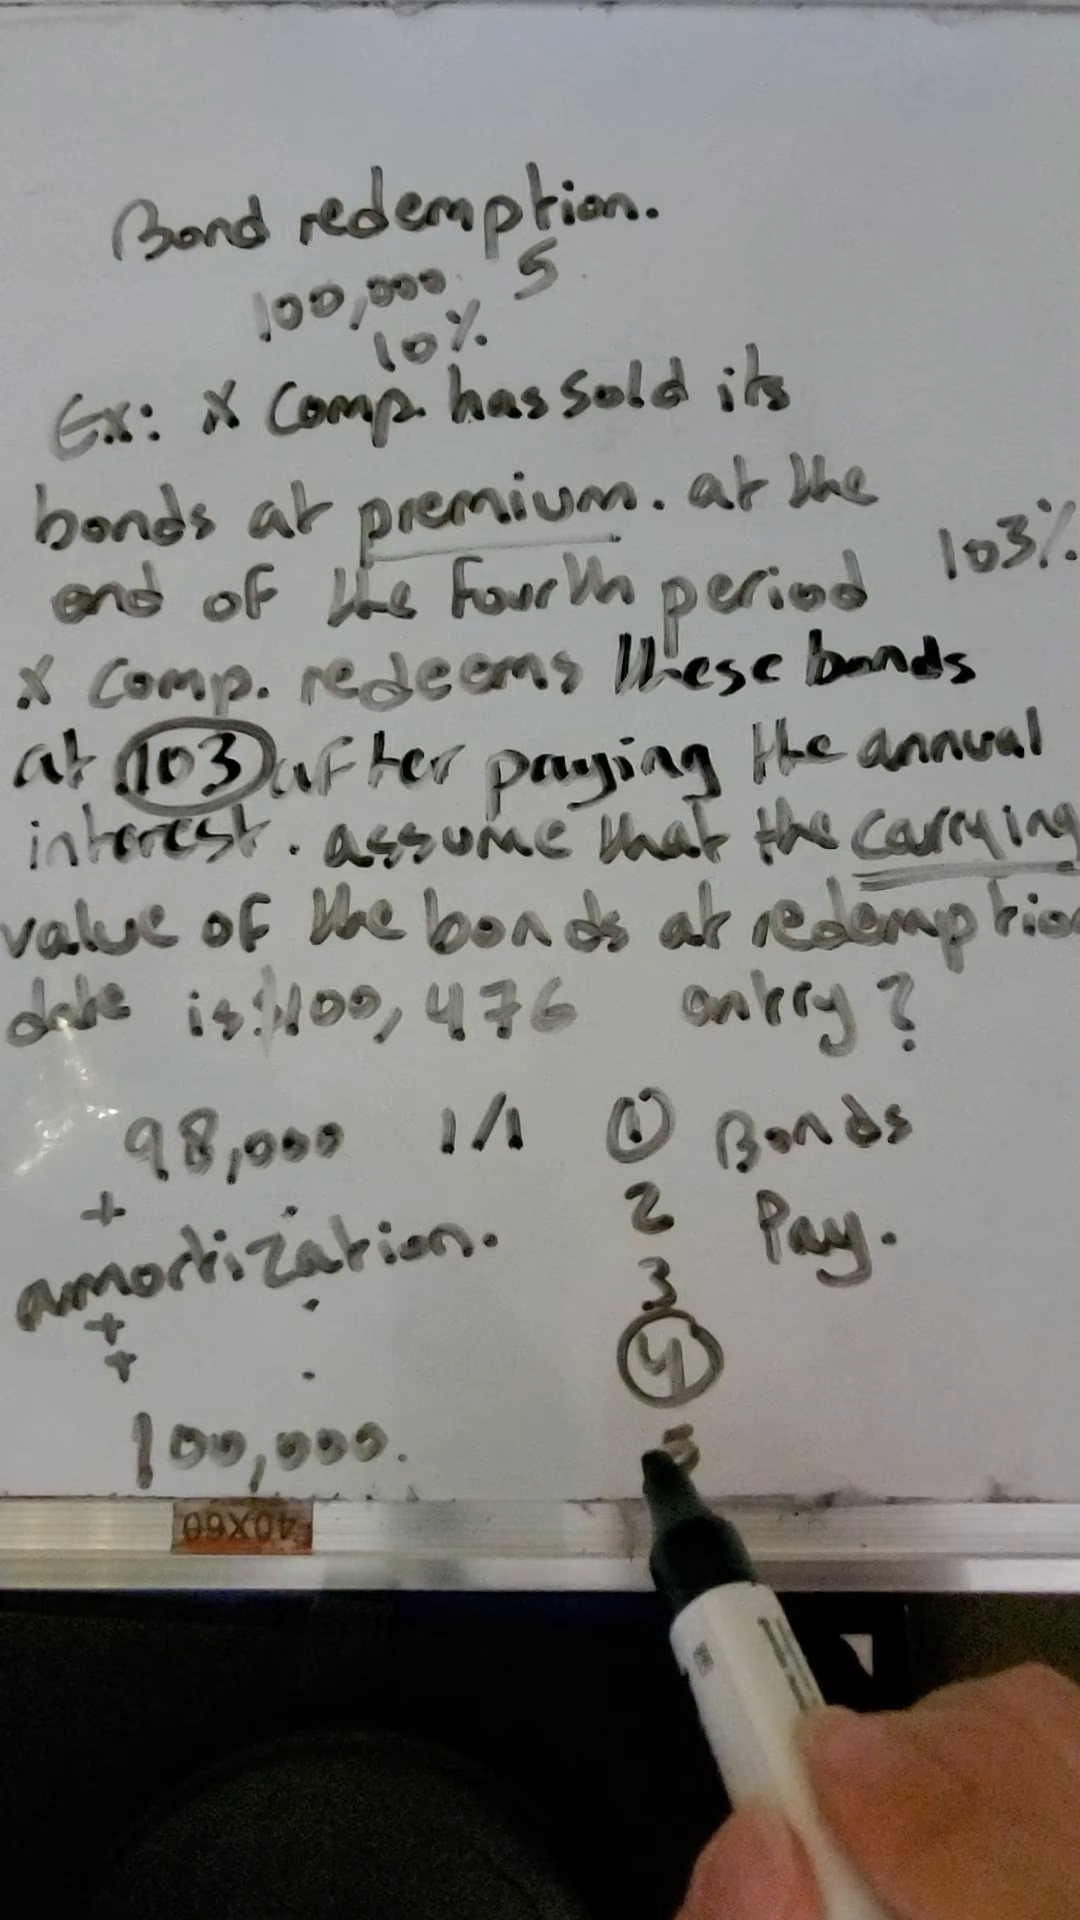 Bond redemption.
100,000 5
10%
Ex: X Comp. has sold its
bonds at premium. at the
end of the fourth period 103%
X Comp. redeems these bonds
at 103 after paying the annual
interest. assume that the carrying
value of the bonds at redemption
date is $100,476 entry?
98,000 1/1 ① Bonds
+ 2 Pay.
amortization. 3
+
+ 4
100,000. 5
40X60